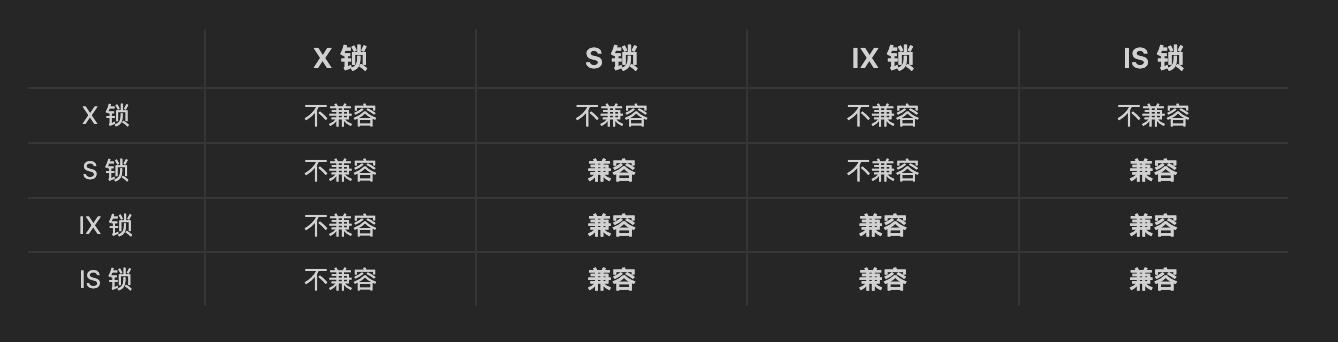 X 锁 S 锁 IX 锁 IS 锁
X 锁 不兼容 不兼容 不兼容 不兼容
S 锁 不兼容 兼容 不兼容 兼容
IX 锁 不兼容 兼容 兼容 兼容
IS 锁 不兼容 兼容 兼容 兼容